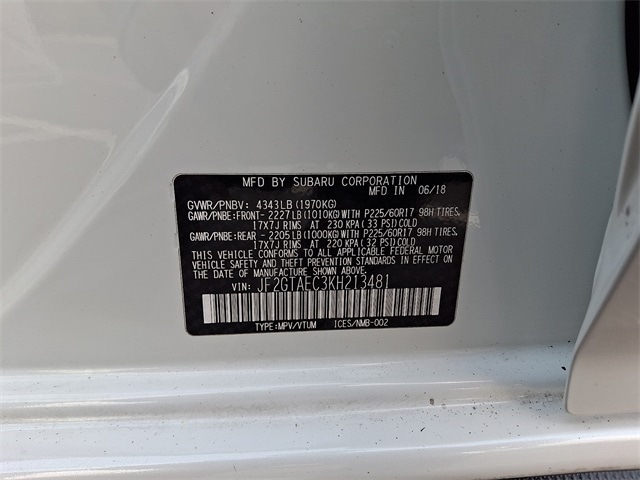 MFD BY SUBARU CORPORATION
MFD IN 06/18
GVWR/PNBV: 4343LB(1970KG)
GAWR/PNBE:FRONT-2227LB(1010KG)WITH P225/60R17 98H TIRES,
17X7J RIMS AT 230 KPA(33 PSI)COLD
GAWR/PNBE:REAR -2205LB(1000KG)WITH P225/60R17 98H TIRES,
17X7J RIMS AT 220 KPA(32 PSI)COLD
THIS VEHICLE CONFORMS TO ALL APPLICABLE FEDERAL MOTOR
VEHICLE SAFETY AND THEFT PREVENTION STANDARDS IN EFFECT ON
THE DATE OF MANUFACTURE SHOWN ABOVE.
VIN: JF2GTAEC3KH213481
TYPE:MPV/VTUM ICES/NMB-002